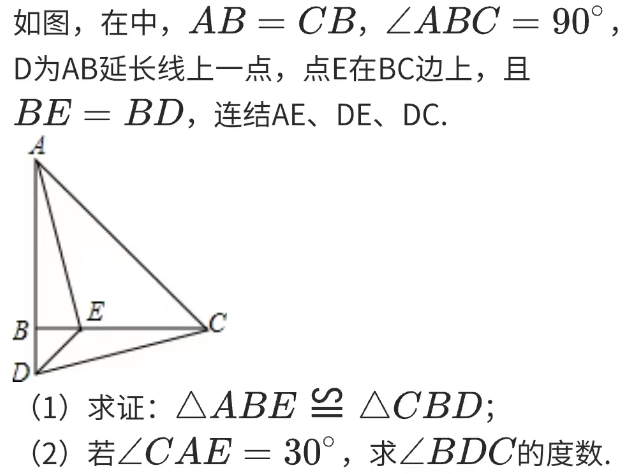 如图，在中，AB = CB，∠ABC = 90°，
D为AB延长线上一点，点E在BC边上，且
BE = BD，连结AE、DE、DC.
A
E
B
C
D
（1）求证：△ABE ≌ △CBD；
（2）若∠CAE = 30°，求∠BDC的度数.